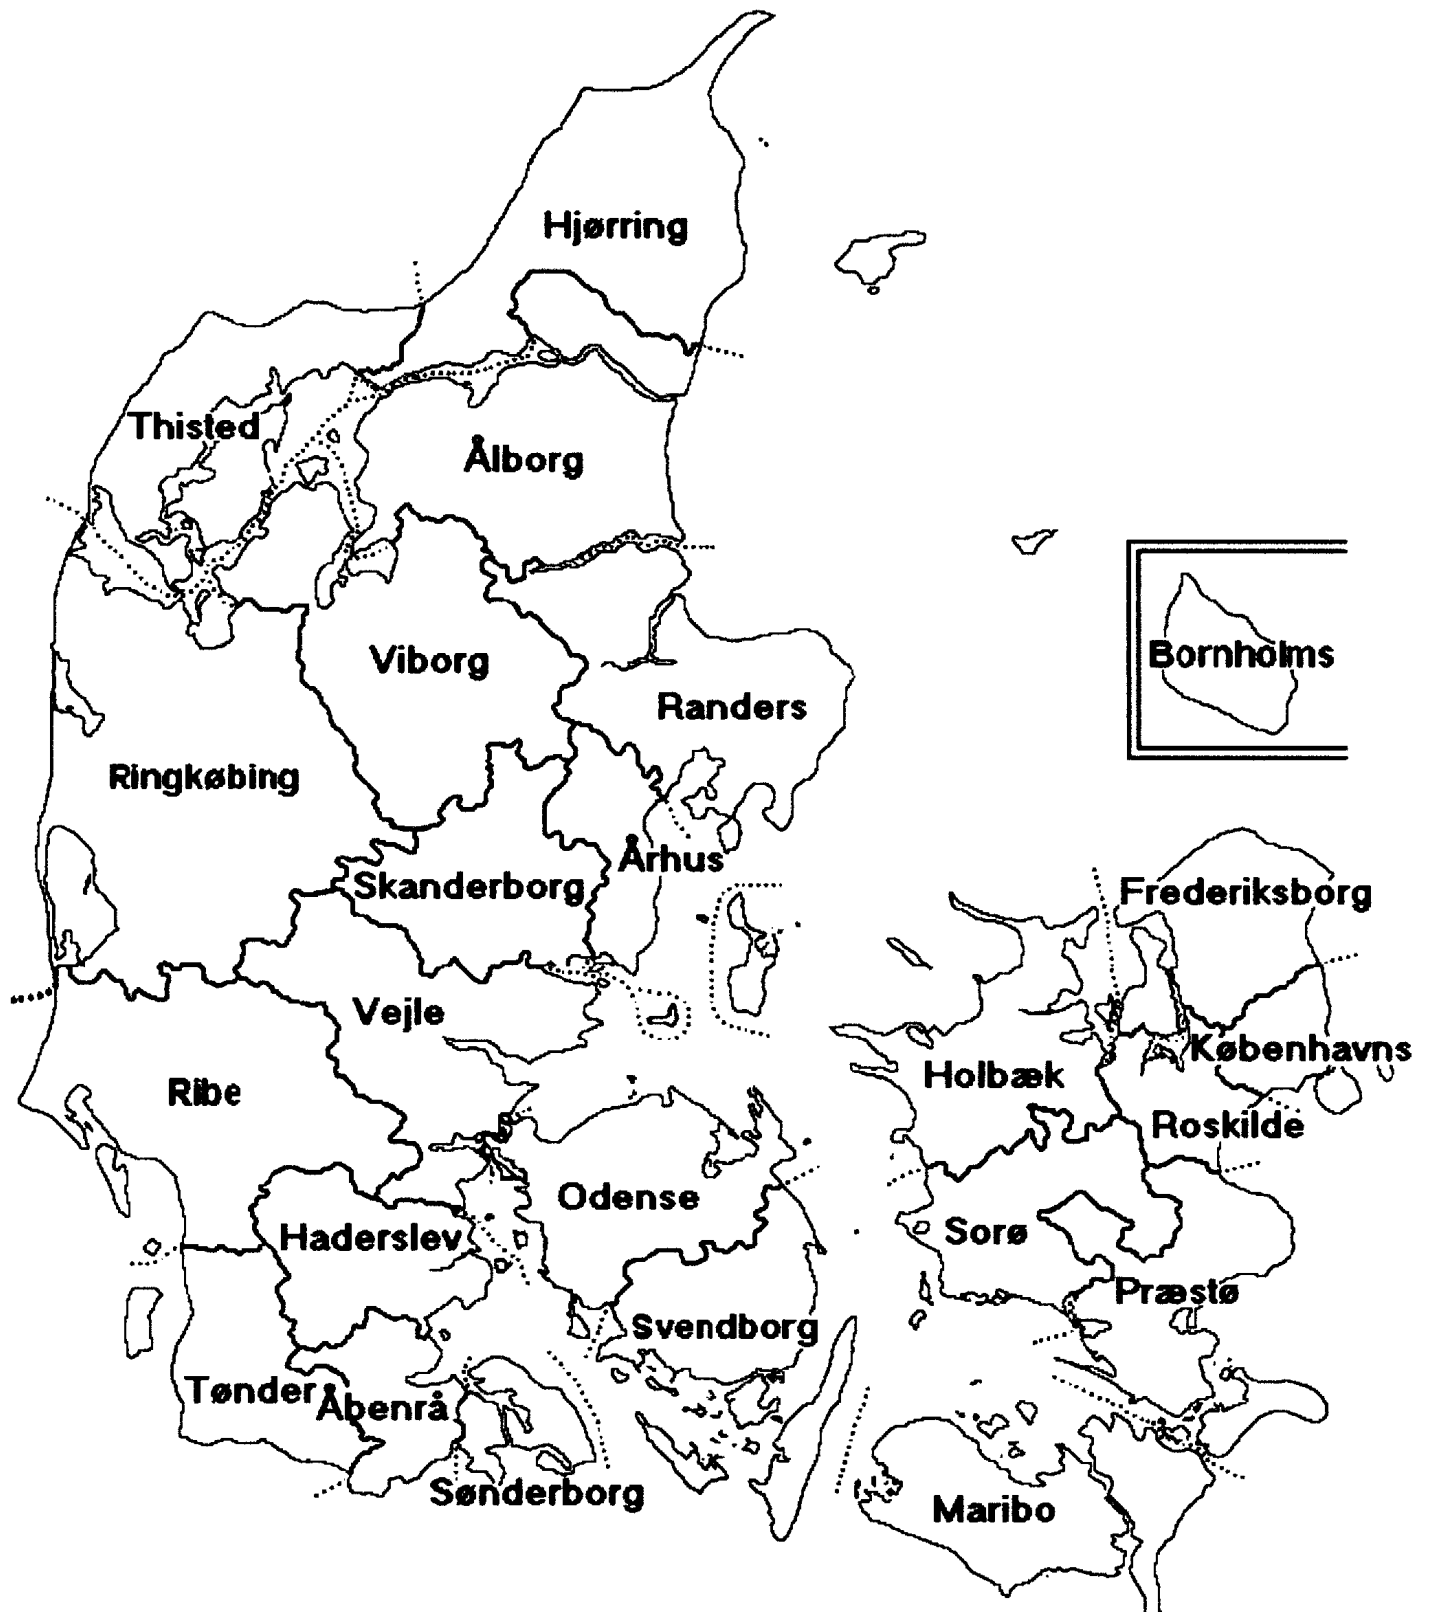 Hjørring
Thisted
Ålborg
Viborg
Bornholms
Randers
Ringkøbing
Århus
Skanderborg
Frederiksborg
Vejle
København​s
Holbæk
Ribe
Roskilde
Odense
Haderslev
Sorø
Præstø
Svendborg
Tønder
Åbenrå
Sønderborg
Maribo